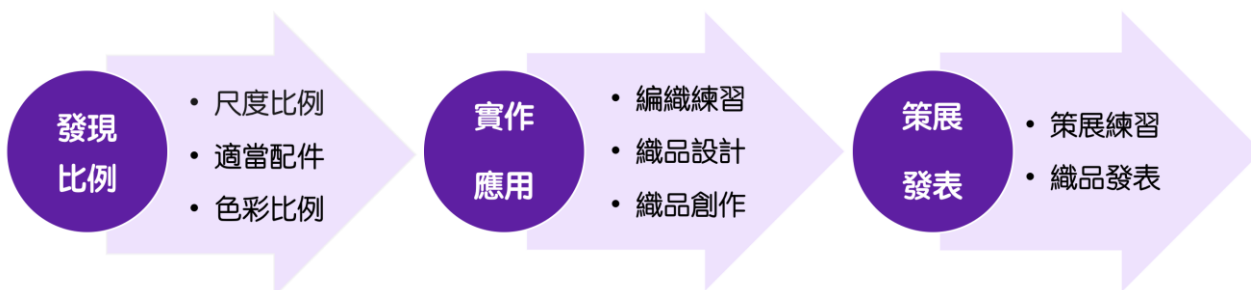 發現
比例
• 尺度比例
• 適當配件
• 色彩比例
實作
應用
• 編織練習
• 織品設計
• 織品創作
策展
發表
• 策展練習
• 織品發表